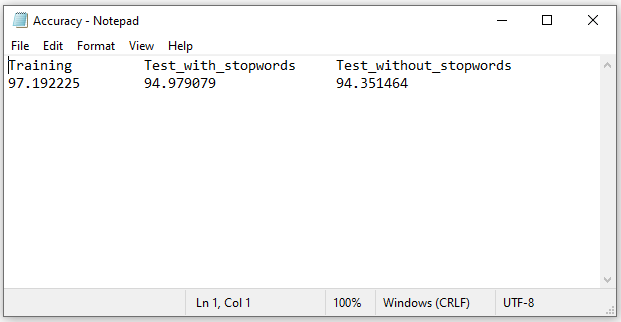 Accuracy - Notepad
File Edit Format View Help
Training Test_with_stopwords Test_without_stopwords
97.192225 94.979079 94.351464
Ln 1, Col 1 100% Windows (CRLF) UTF-8